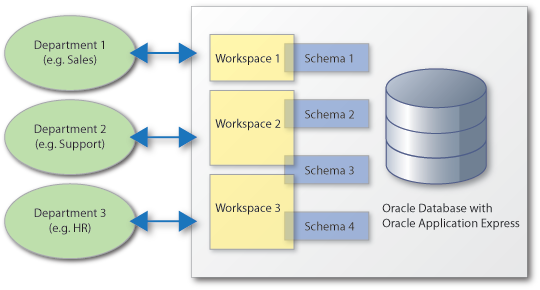 Department 1
(e.g. Sales)
Workspace 1
Schema 1
Department 2
(e.g. Support)
Workspace 2
Schema 2
Schema 3
Department 3
(e.g. HR)
Workspace 3
Schema 4
Oracle Database with
Oracle Application Express